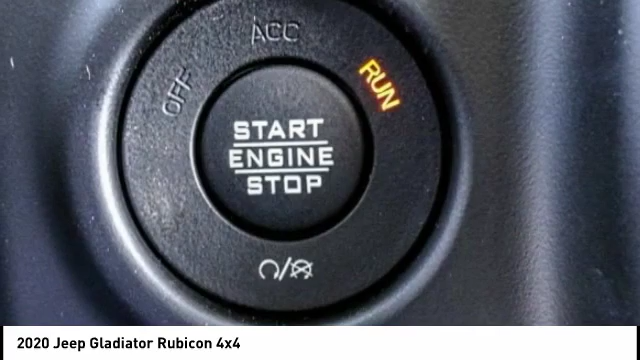 ACC
OFF
RUN
START
ENGINE
STOP
2020 Jeep Gladiator Rubicon 4x4